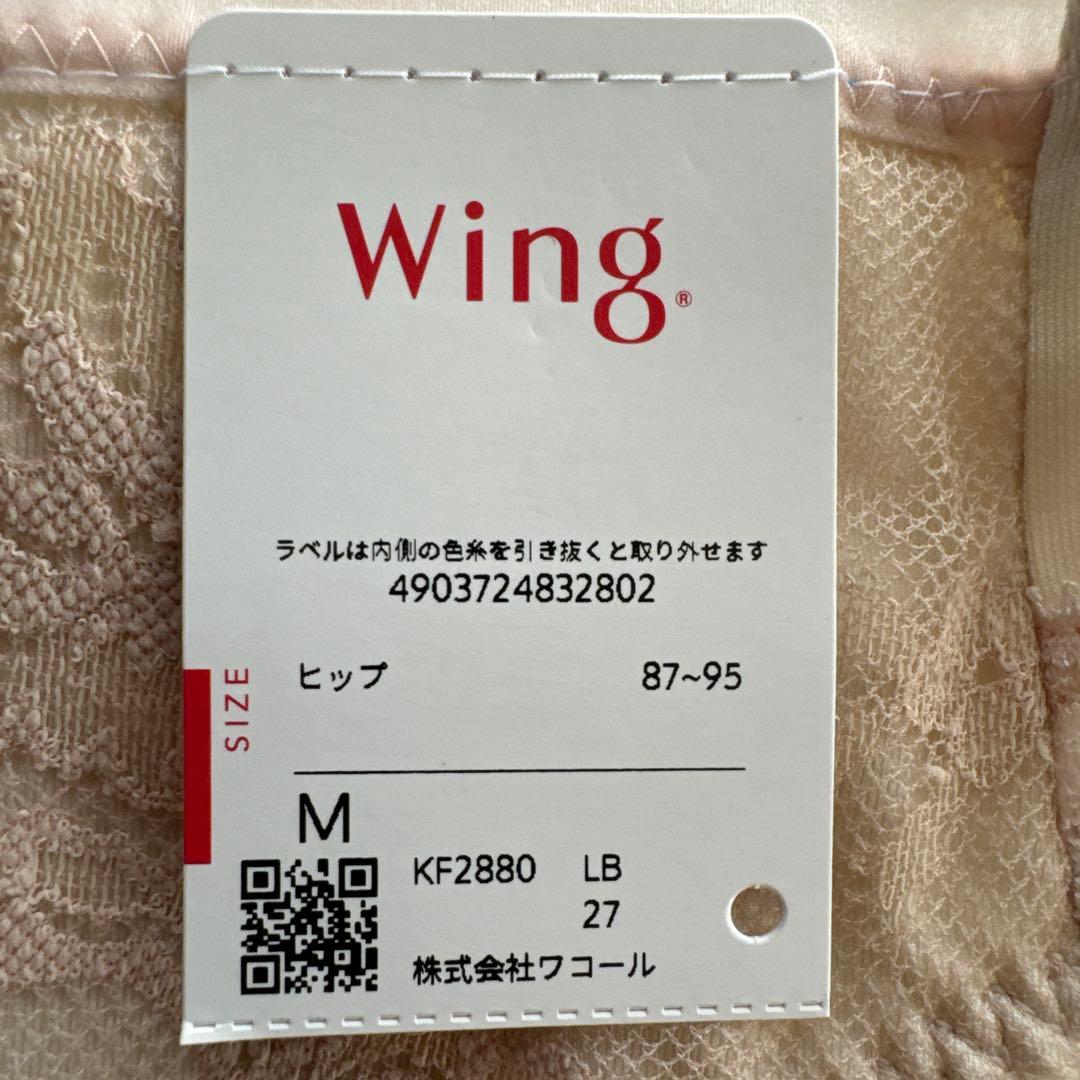 Wing®
ラベルは内側の色糸を引き抜くと取り外せます
4903724832802
SIZE
ヒップ 87~95
M
KF2880 LB
27
株式会社ワコール